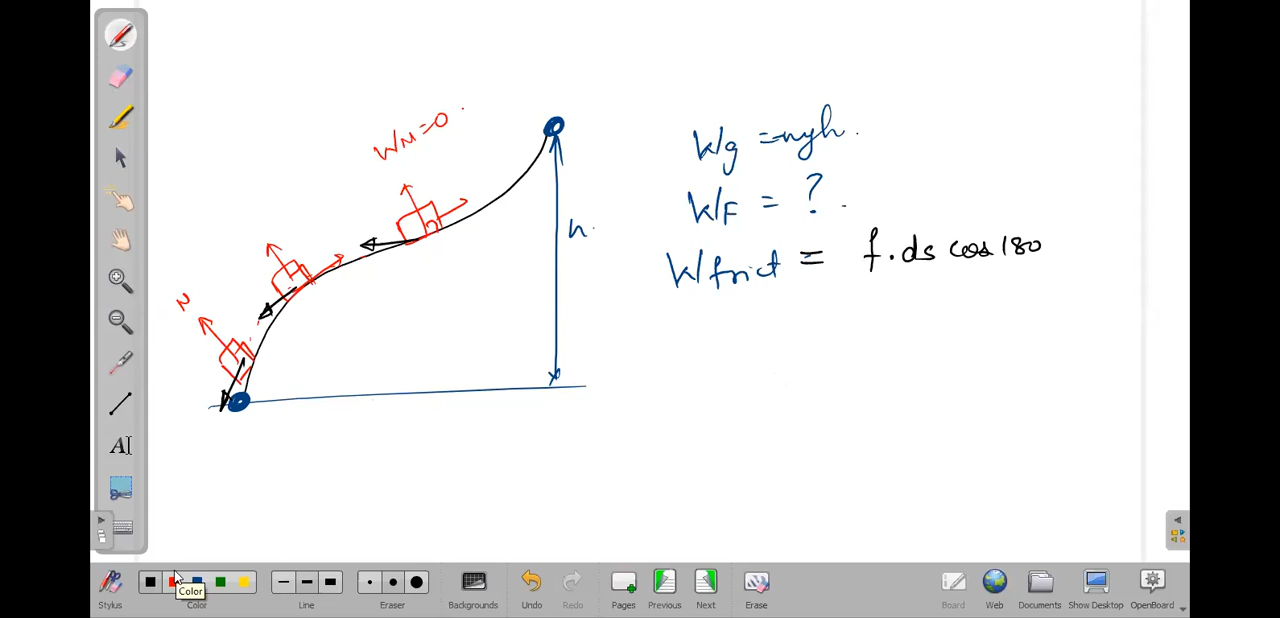 WN=0
Wg =mgh.
WF = ?
h
Wfrict = f.ds cos 180
N
Color
Stylus
Color
Line
Eraser
Backgrounds
Undo
Redo
Pages
Previous
Next
Erase
Board
Web
Documents
Show Desktop
OpenBoard